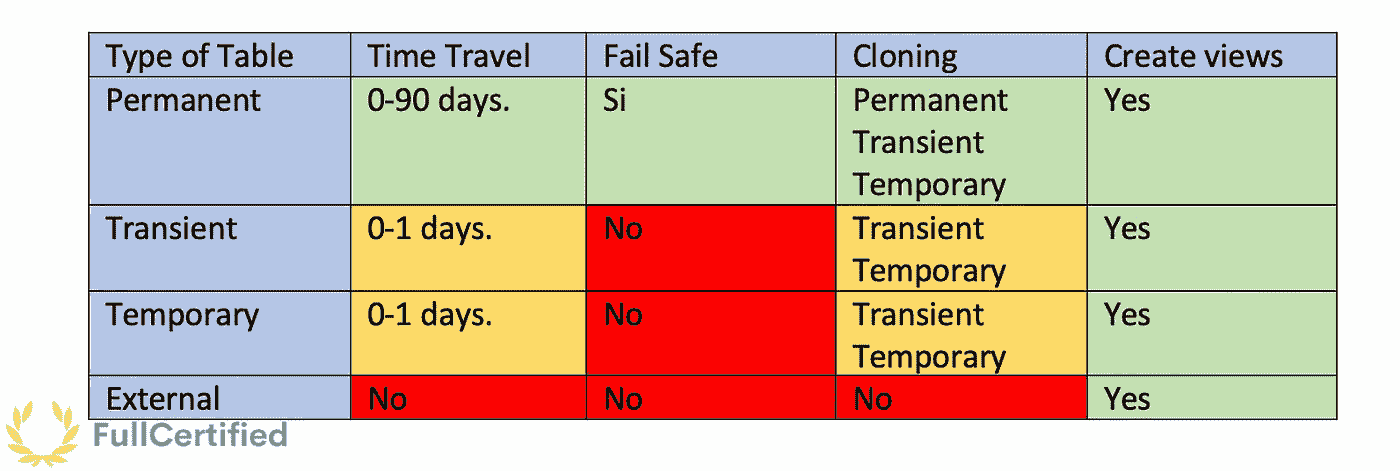 Type of Table Time Travel Fail Safe Cloning Create views
Permanent 0-90 days. Si Permanent Yes
Transient
Temporary
Transient 0-1 days. No Transient Yes
Temporary
Temporary 0-1 days. No Transient Yes
Temporary
External No No No Yes
FullCertified